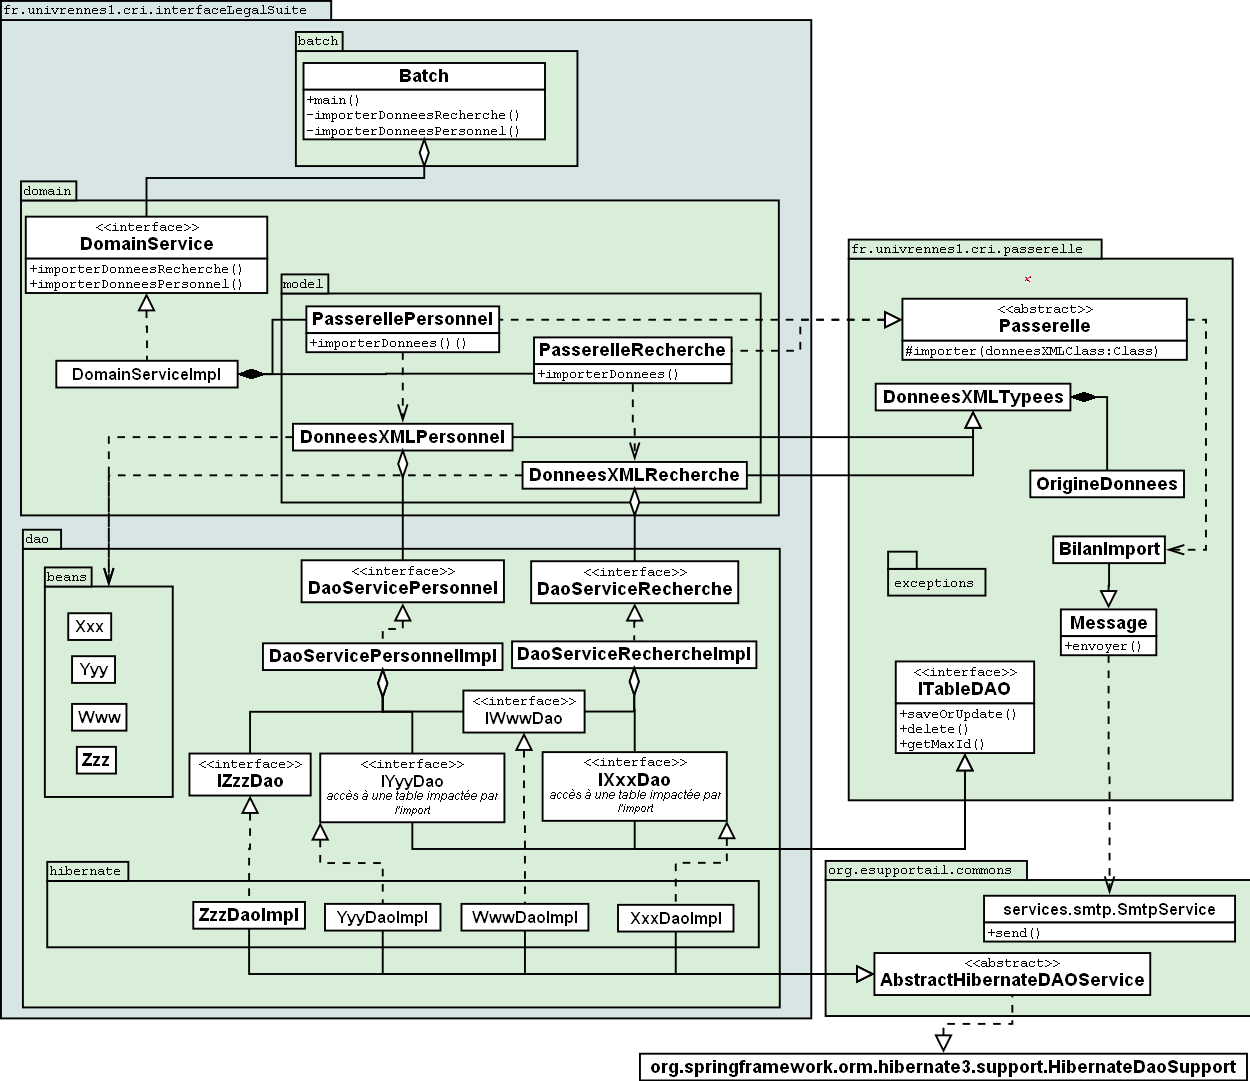 fr.univrennes1.cri.interfaceLegalSuite
batch
Batch
+main()
-importerDonneesRecherche()
-importerDonneesPersonnel()
domain
<<interface>>
DomainService
+importerDonneesRecherche()
+importerDonneesPersonnel()
DomainServiceImpl
model
PasserellePersonnel
+importerDonnees()()
PasserelleRecherche
+importerDonnees()
DonneesXMLPersonnel
DonneesXMLRecherche
fr.univrennes1.cri.passerelle
<<abstract>>
Passerelle
#importer(donneesXMLClass:Class)
DonneesXMLTypees
OrigineDonnees
BilanImport
exceptions
Message
+envoyer()
<<interface>>
ITableDAO
+saveOrUpdate()
+delete()
+getMaxId()
dao
beans
Xxx
Yyy
Www
Zzz
<<interface>>
DaoServicePersonnel
<<interface>>
DaoServiceRecherche
DaoServicePersonnelImpl
DaoServiceRechercheImpl
<<interface>>
IWwwDao
<<interface>>
IZzzDao
<<interface>>
IYyyDao
accès à une table impactée par
l'import
<<interface>>
IXxxDao
accès à une table impactée par
l'import
hibernate
ZzzDaoImpl
YyyDaoImpl
WwwDaoImpl
XxxDaoImpl
org.esupportail.commons
services.smtp.SmtpService
+send()
<<abstract>>
AbstractHibernateDAOService
org.springframework.orm.hibernate3.support.HibernateDaoSupport